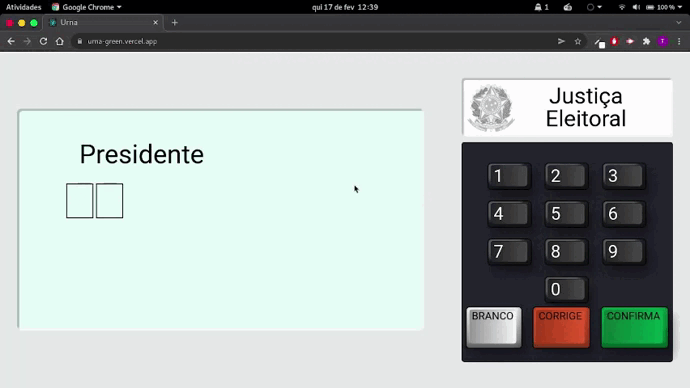 Atividades Google Chrome qui 17 de fev 12:39 1 100 %
Urna
urna-green.vercel.app
T
Justiça
Eleitoral
Presidente
1 2 3
4 5 6
7 8 9
0
BRANCO CORRIGE CONFIRMA